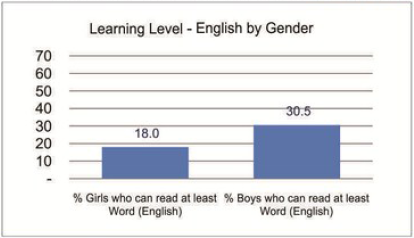 Learning Level - English by Gender
70
60
50
40
30
20
10
-
18.0
30.5
% Girls who can read at least
Word (English)
% Boys who can read at least
Word (English)